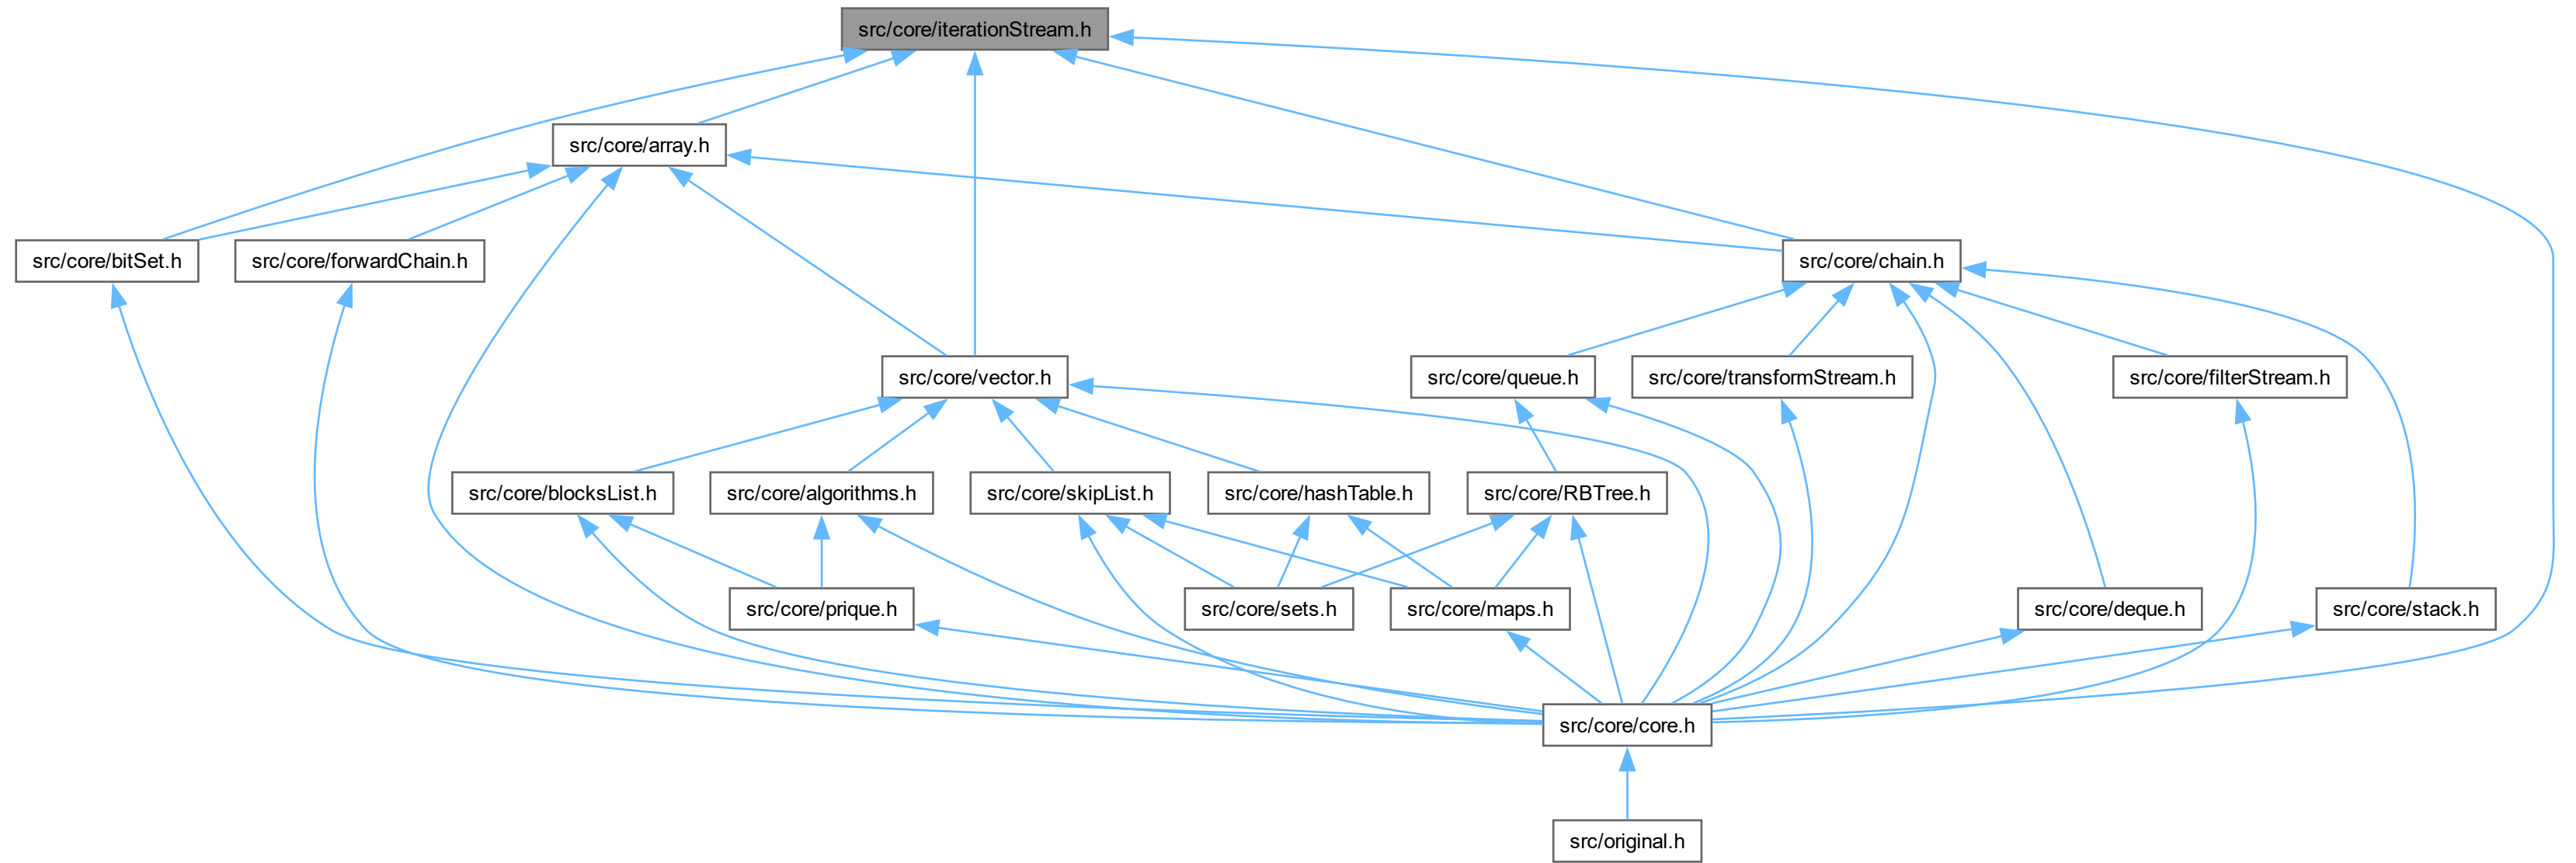 src/core/iterationStream.h
src/core/array.h
src/core/bitSet.h
src/core/forwardChain.h
src/core/chain.h
src/core/vector.h
src/core/queue.h
src/core/transformStream.h
src/core/filterStream.h
src/core/blocksList.h
src/core/algorithms.h
src/core/skipList.h
src/core/hashTable.h
src/core/RBTree.h
src/core/prique.h
src/core/sets.h
src/core/maps.h
src/core/deque.h
src/core/stack.h
src/core/core.h
src/original.h